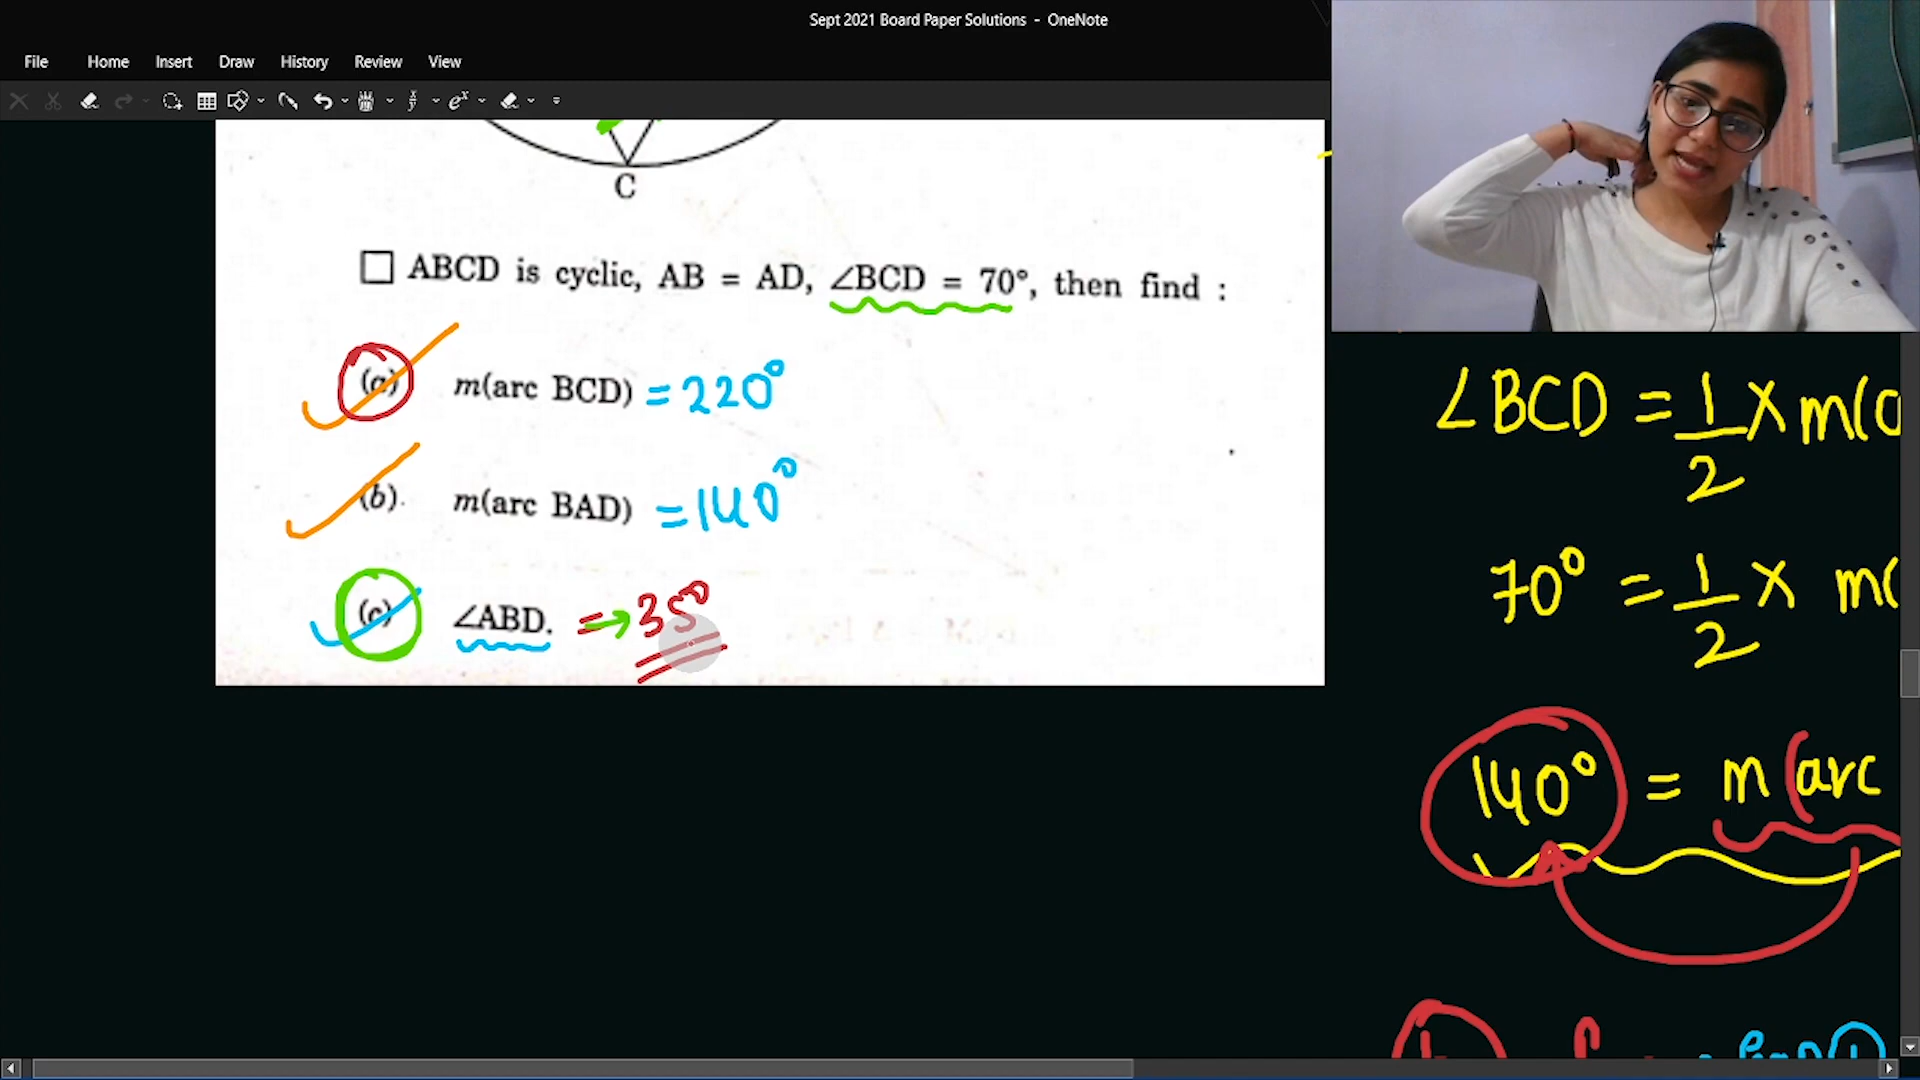 Sept 2021 Board Paper Solutions - OneNote
File Home Insert Draw History Review View
C
□ ABCD is cyclic, AB = AD, ∠BCD = 70°, then find :
(a) m(arc BCD) = 220°
(b). m(arc BAD) = 140°
(c) ∠ABD. ⇒ 35°
∠BCD = 1/2 × m(
70° = 1/2 × m(
140° = m(arc